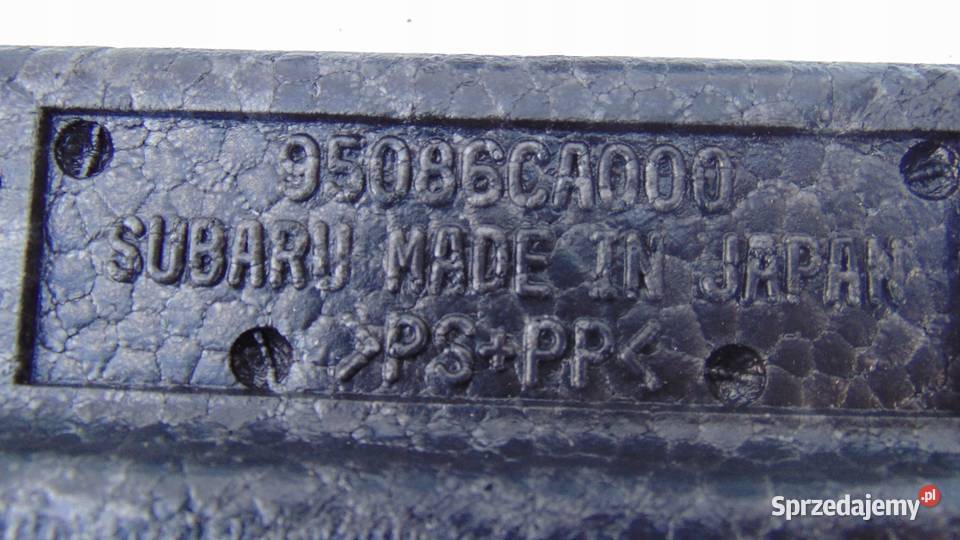 95086CA000
SUBARU MADE IN JAPAN
>PS+PP<
Sprzedajemy.pl